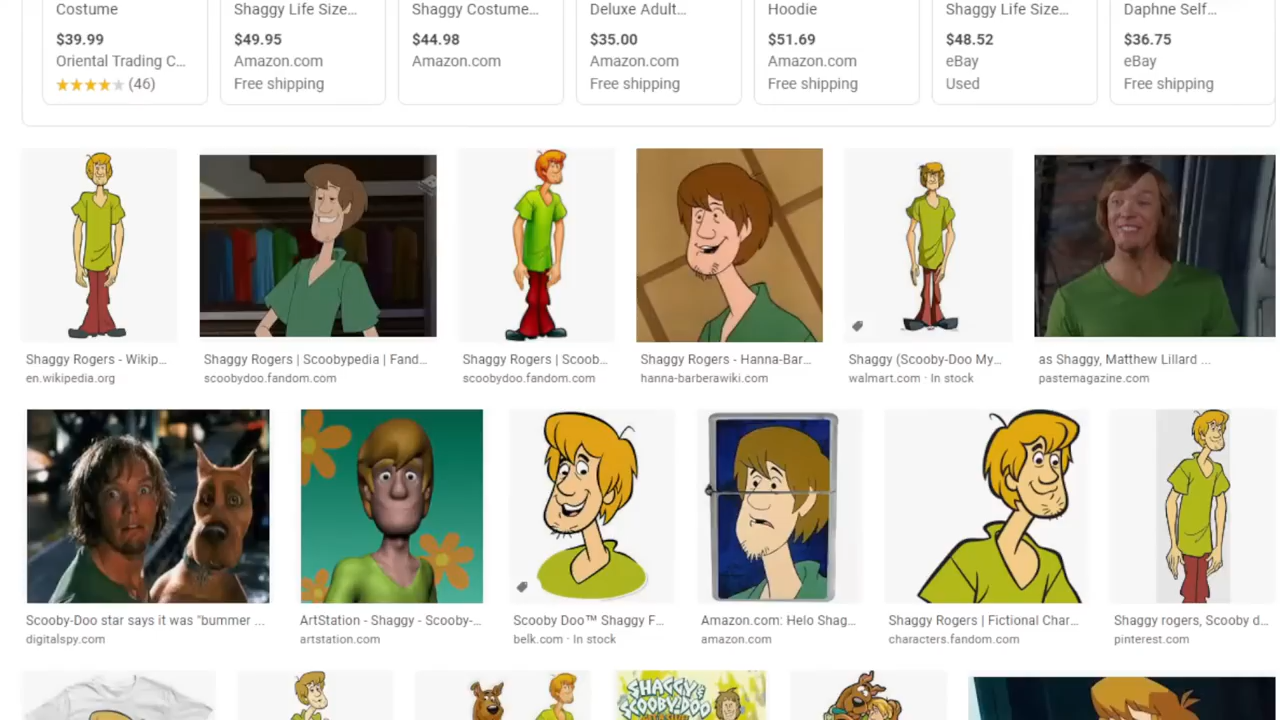 Costume
$39.99
Oriental Trading C...
(46)
Shaggy Life Size...
$49.95
Amazon.com
Free shipping
Shaggy Costume...
$44.98
Amazon.com
Deluxe Adult...
$35.00
Amazon.com
Free shipping
Hoodie
$51.69
Amazon.com
Free shipping
Shaggy Life Size...
$48.52
eBay
Used
Daphne Self...
$36.75
eBay
Free shipping
Shaggy Rogers - Wikip...
en.wikipedia.org
Shaggy Rogers | Scoobypedia | Fand...
scoobydoo.fandom.com
Shaggy Rogers | Scoob...
scoobydoo.fandom.com
Shaggy Rogers - Hanna-Bar...
hanna-barberawiki.com
Shaggy (Scooby-Doo My...
walmart.com · In stock
as Shaggy, Matthew Lillard ...
pastemagazine.com
Scooby-Doo star says it was "bummer ...
digitalspy.com
ArtStation - Shaggy - Scooby-...
artstation.com
Scooby Doo™ Shaggy F...
belk.com · In stock
Amazon.com: Helo Shag...
amazon.com
Shaggy Rogers | Fictional Char...
characters.fandom.com
Shaggy rogers, Scooby d...
pinterest.com
SHAGGY &
SCOOBY-DOO